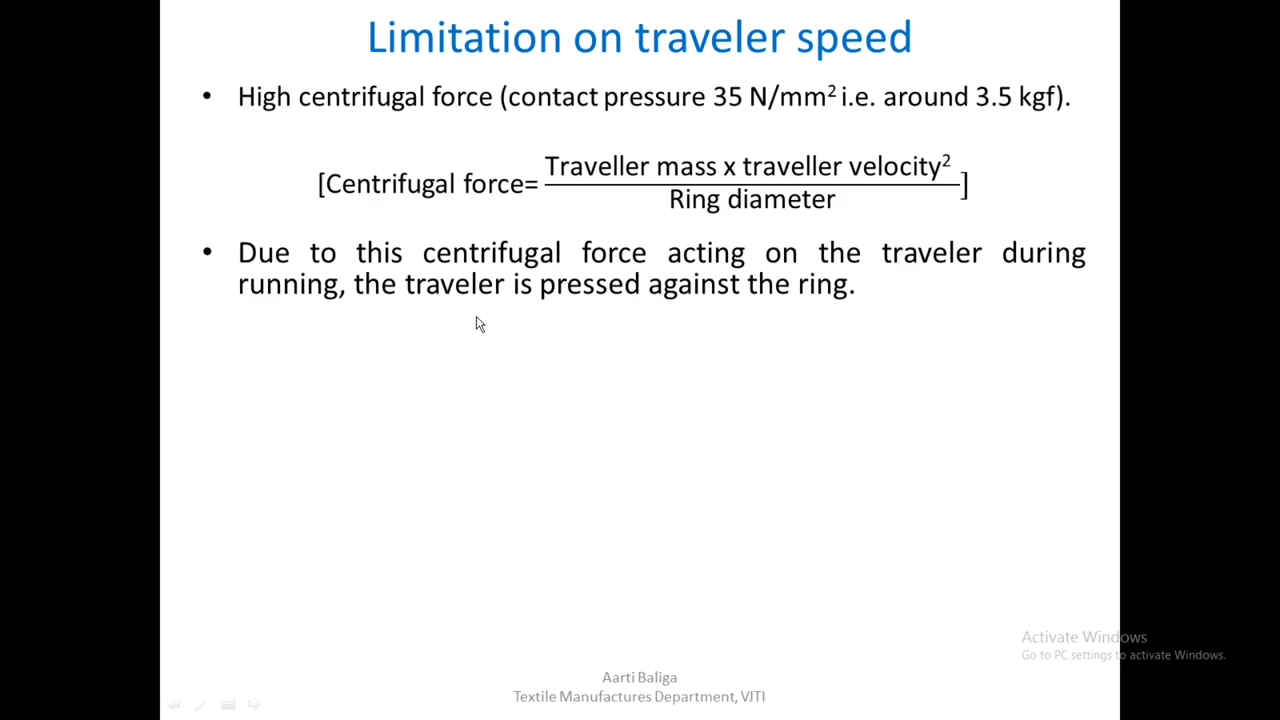 Limitation on traveler speed
• High centrifugal force (contact pressure 35 N/mm² i.e. around 3.5 kgf).
[Centrifugal force= Traveller mass x traveller velocity² / Ring diameter ]
• Due to this centrifugal force acting on the traveler during
running, the traveler is pressed against the ring.
Activate Windows
Go to PC settings to activate Windows.
Aarti Baliga
Textile Manufactures Department, VJTI